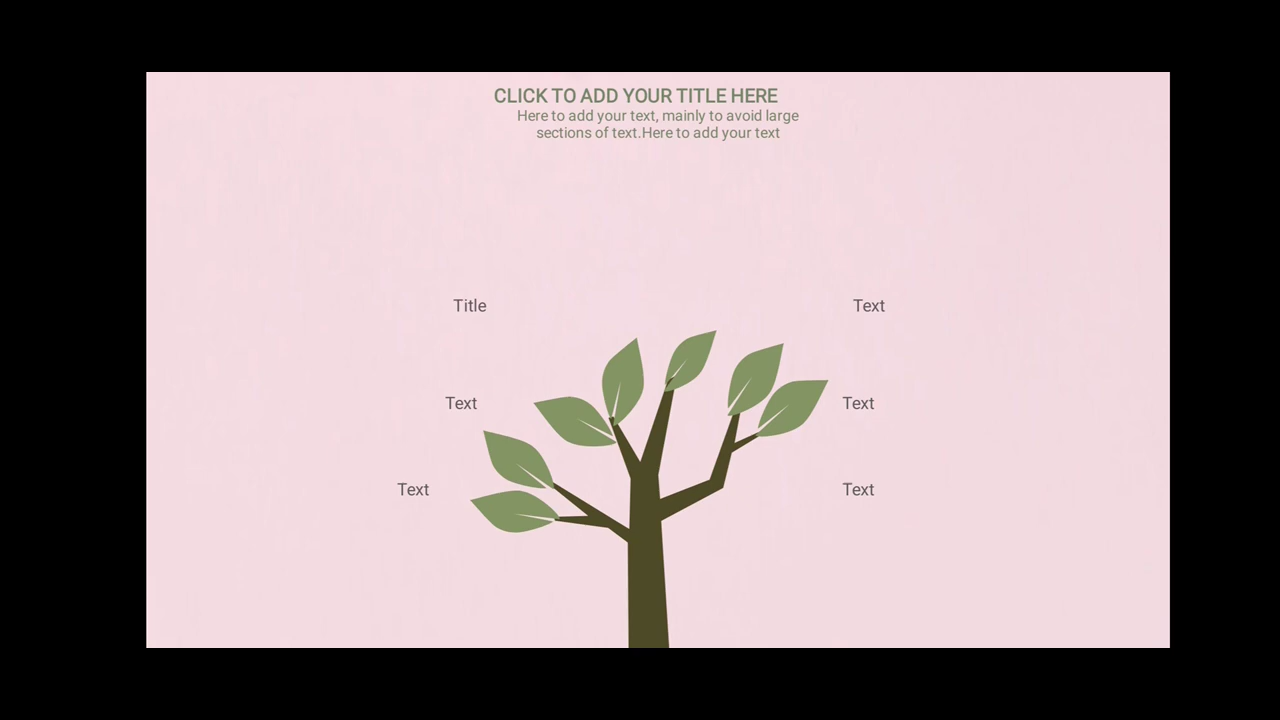 CLICK TO ADD YOUR TITLE HERE
Here to add your text, mainly to avoid large
sections of text.Here to add your text
Title
Text
Text
Text
Text
Text